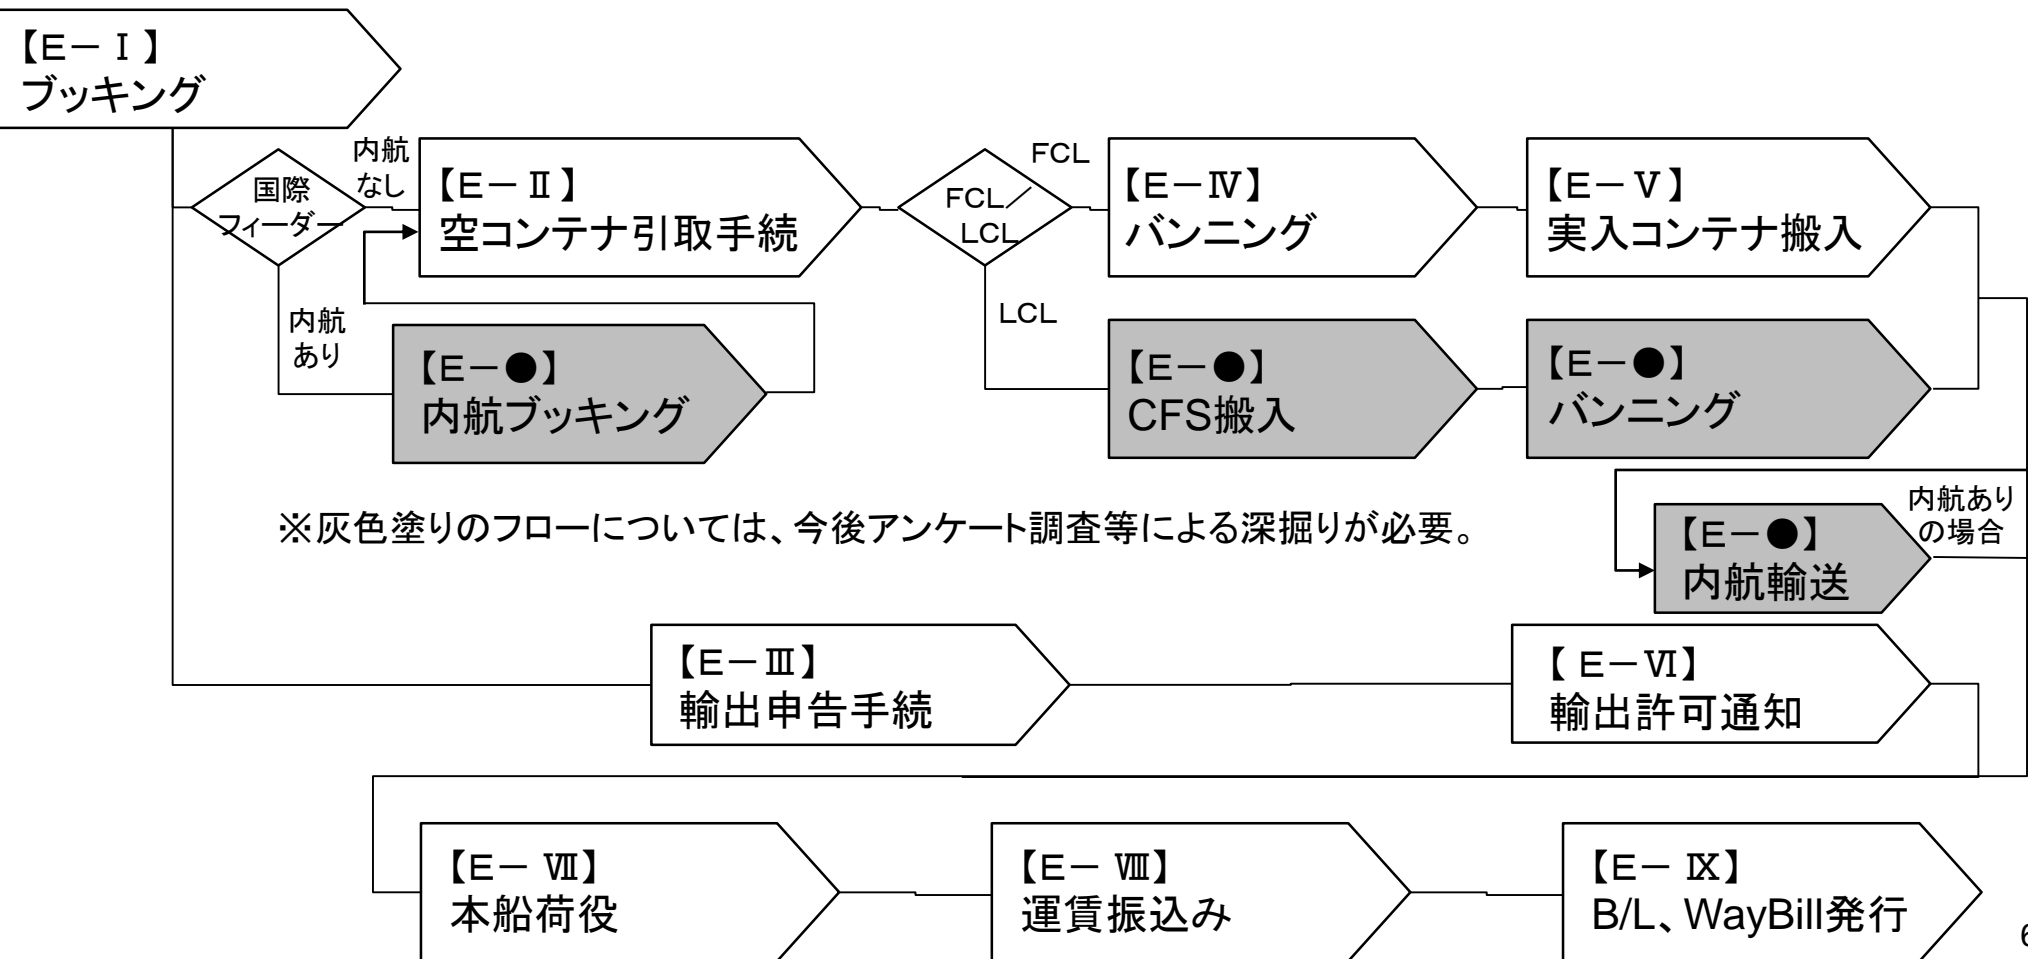 【E－Ⅰ】
ブッキング
国際
フィーダー
内航
なし
【E－Ⅱ】
空コンテナ引取手続
FCL／
LCL
FCL
【E－Ⅳ】
バンニング
【E－Ⅴ】
実入コンテナ搬入
内航
あり
【E－●】
内航ブッキング
LCL
【E－●】
CFS搬入
【E－●】
バンニング
※灰色塗りのフローについては、今後アンケート調査等による深掘りが必要。
【E－●】
内航輸送
内航あり
の場合
【E－Ⅲ】
輸出申告手続
【 E－Ⅵ】
輸出許可通知
【E－ Ⅶ】
本船荷役
【E－ Ⅷ】
運賃振込み
【E－ Ⅸ】
B/L、WayBill発行